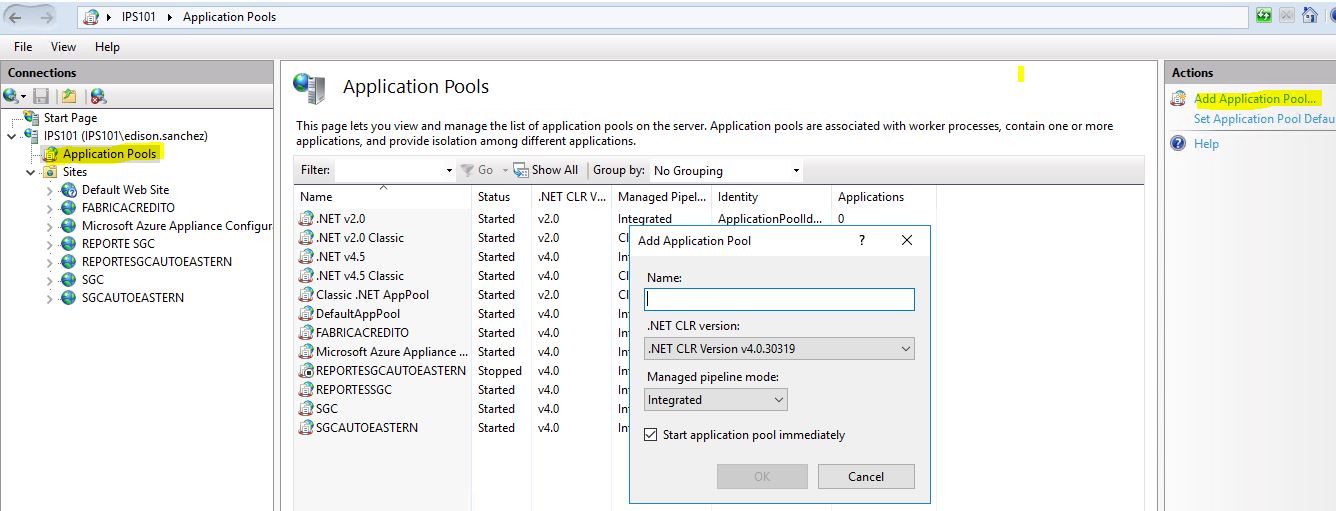 IPS101 Application Pools
File View Help
Connections
Start Page
IPS101 (IPS101\edison.sanchez)
Application Pools
Sites
Default Web Site
FABRICACREDITO
Microsoft Azure Appliance Configur
REPORTE SGC
REPORTESGCAUTOEASTERN
SGC
SGCAUTOEASTERN
Application Pools
This page lets you view and manage the list of application pools on the server. Application pools are associated with worker processes, contain one or more
applications, and provide isolation among different applications.
Filter: Go Show All Group by: No Grouping
Name Status .NET CLR V... Managed Pipel... Identity Applications
.NET v2.0 Started v2.0 Integrated ApplicationPoolId... 0
.NET v2.0 Classic Started v2.0 Cl
.NET v4.5 Started v4.0 In
.NET v4.5 Classic Started v4.0 Cl
Classic .NET AppPool Started v2.0 Cl
DefaultAppPool Started v4.0 In
FABRICACREDITO Started v4.0 In
Microsoft Azure Appliance ... Started v4.0 In
REPORTESGCAUTOEASTERN Stopped v4.0 In
REPORTESSGC Started v4.0 In
SGC Started v4.0 In
SGCAUTOEASTERN Started v4.0 In
Add Application Pool ?
Name:
.NET CLR version:
.NET CLR Version v4.0.30319
Managed pipeline mode:
Integrated
Start application pool immediately
OK Cancel
Actions
Add Application Pool...
Set Application Pool Defau
Help